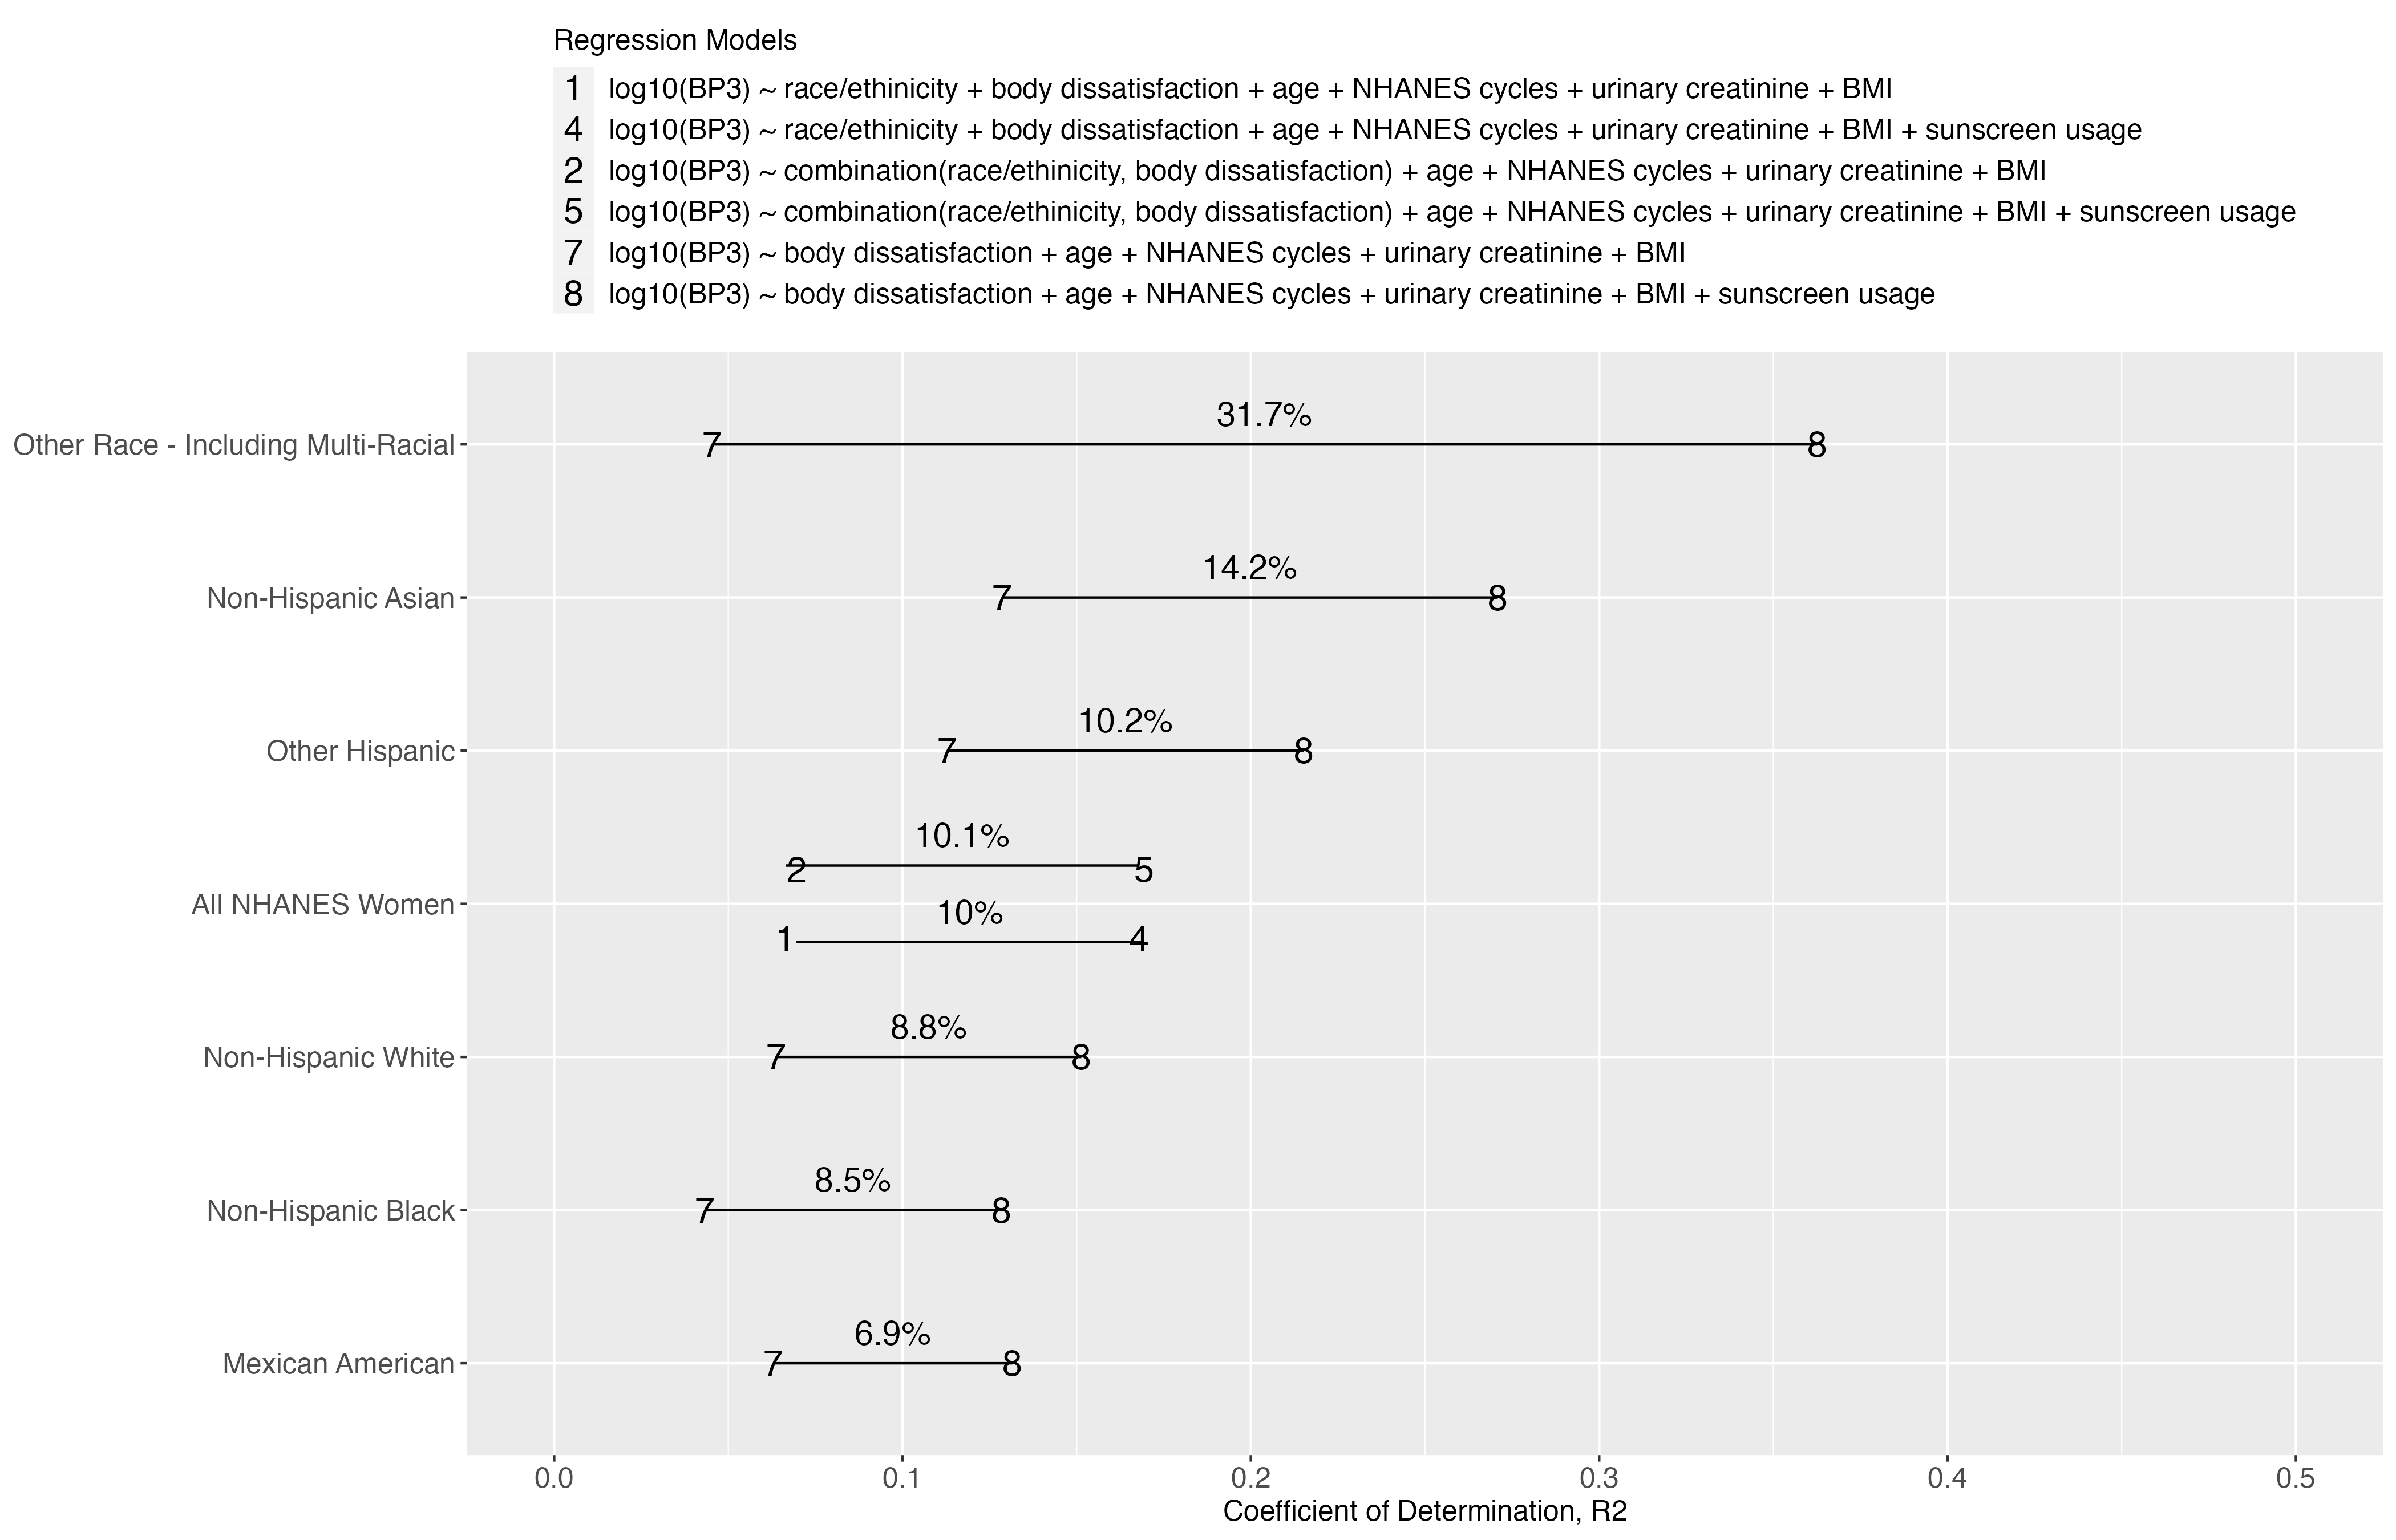 Regression Models
1 log10(BP3) ~ race/ethinicity + body dissatisfaction + age + NHANES cycles + urinary creatinine + BMI
4 log10(BP3) ~ race/ethinicity + body dissatisfaction + age + NHANES cycles + urinary creatinine + BMI + sunscreen usage
2 log10(BP3) ~ combination(race/ethinicity, body dissatisfaction) + age + NHANES cycles + urinary creatinine + BMI
5 log10(BP3) ~ combination(race/ethinicity, body dissatisfaction) + age + NHANES cycles + urinary creatinine + BMI + sunscreen usage
7 log10(BP3) ~ body dissatisfaction + age + NHANES cycles + urinary creatinine + BMI
8 log10(BP3) ~ body dissatisfaction + age + NHANES cycles + urinary creatinine + BMI + sunscreen usage
31.7%
Other Race - Including Multi-Racial 7 8
14.2%
Non-Hispanic Asian 7 8
10.2%
Other Hispanic 7 8
10.1%
2 5
All NHANES Women
10%
1 4
8.8%
Non-Hispanic White 7 8
8.5%
Non-Hispanic Black 7 8
6.9%
Mexican American 7 8
0.0 0.1 0.2 0.3 0.4 0.5
Coefficient of Determination, R2